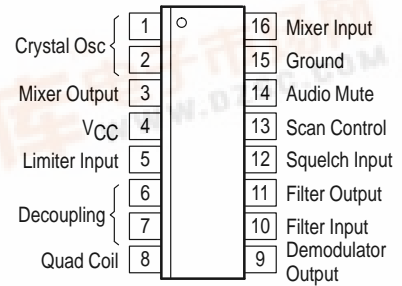 1 16 Mixer Input
Crystal Osc
2 15 Ground
Mixer Output 3 14 Audio Mute
VCC 4 13 Scan Control
Limiter Input 5 12 Squelch Input
6 11 Filter Output
Decoupling
7 10 Filter Input
Quad Coil 8 9 Demodulator
Output